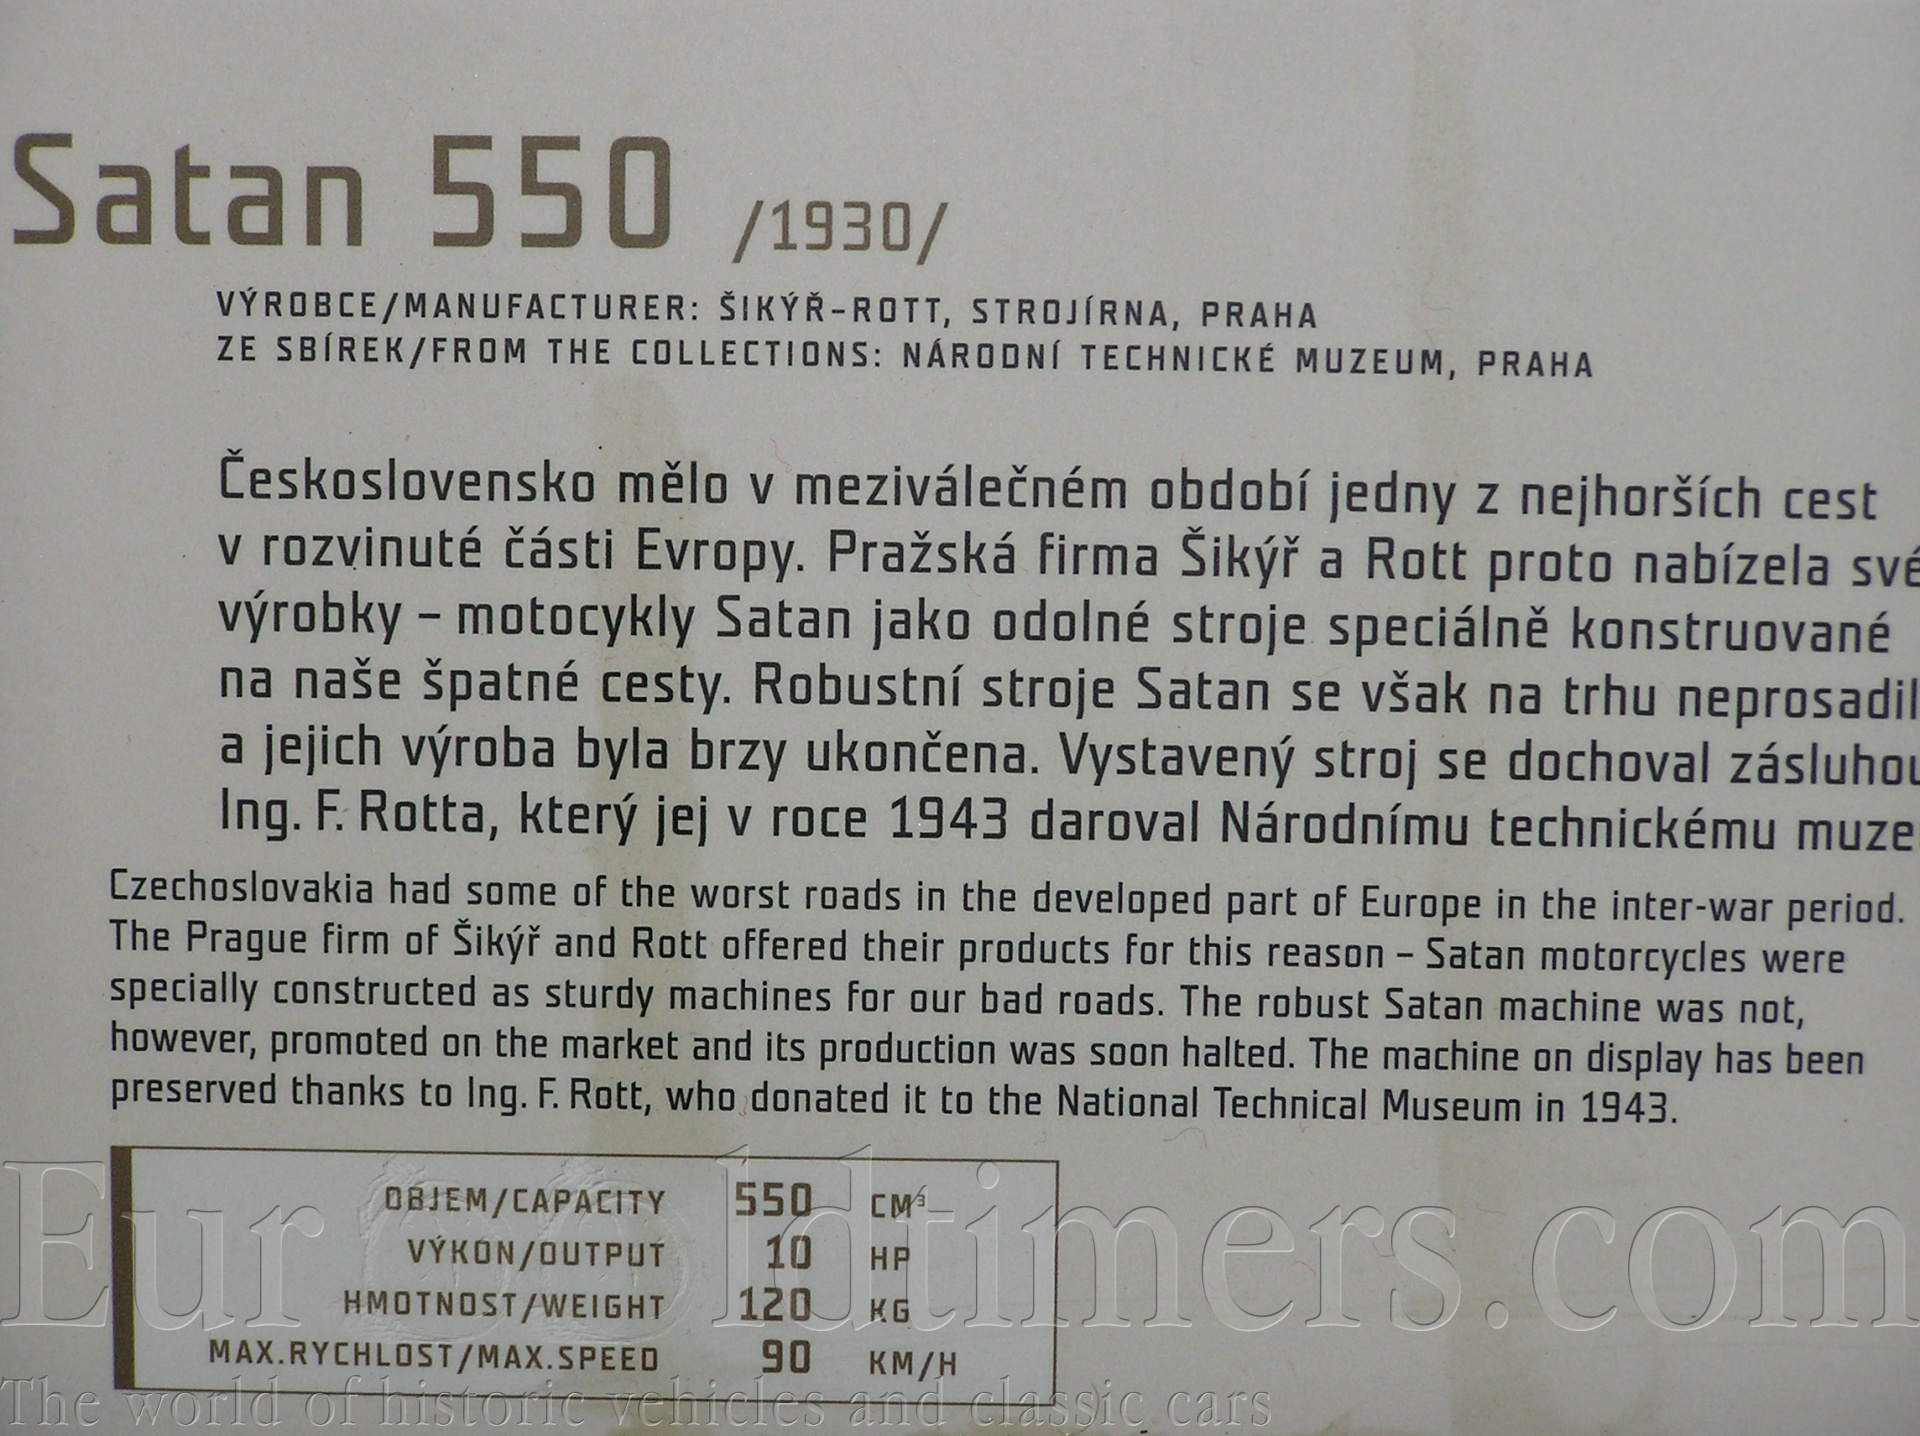 Satan 550 /1930/
VÝROBCE/MANUFACTURER: ŠIKÝŘ-ROTT, STROJÍRNA, PRAHA
ZE SBÍREK/FROM THE COLLECTIONS: NÁRODNÍ TECHNICKÉ MUZEUM, PRAHA
Československo mělo v meziválečném období jedny z nejhorších cest
v rozvinuté části Evropy. Pražská firma Šikýř a Rott proto nabízela své
výrobky – motocykly Satan jako odolné stroje speciálně konstruované
na naše špatné cesty. Robustní stroje Satan se však na trhu neprosadil
a jejich výroba byla brzy ukončena. Vystavený stroj se dochoval zásluhou
Ing. F. Rotta, který jej v roce 1943 daroval Národnímu technickému muze
Czechoslovakia had some of the worst roads in the developed part of Europe in the inter-war period.
The Prague firm of Šikýř and Rott offered their products for this reason – Satan motorcycles were
specially constructed as sturdy machines for our bad roads. The robust Satan machine was not,
however, promoted on the market and its production was soon halted. The machine on display has been
preserved thanks to Ing. F. Rott, who donated it to the National Technical Museum in 1943.
OBJEM/CAPACITY 550 CM³
VÝKON/OUTPUT 10 HP
HMOTNOST/WEIGHT 120 KG
MAX.RYCHLOST/MAX.SPEED 90 KM/H
EurOOldtimers.com
The world of historic vehicles and classic cars